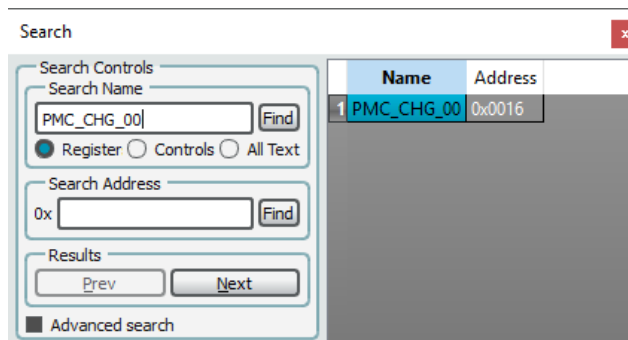 Search
x
Search Controls
Search Name
PMC_CHG_00
Find
Register Controls All Text
Search Address
0x
Find
Results
Prev Next
Advanced search
Name Address
1 PMC_CHG_00 0x0016